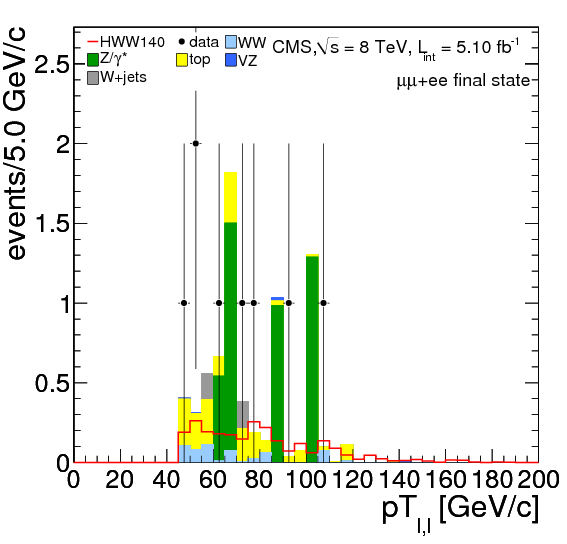 HWW140 data WW CMS,√s = 8 TeV, L_int = 5.10 fb⁻¹
Z/γ* top VZ
W+jets μμ+ee final state
events/5.0 GeV/c
2.5
2
1.5
1
0.5
0
0 20 40 60 80 100 120 140 160 180 200
pT_l,l [GeV/c]